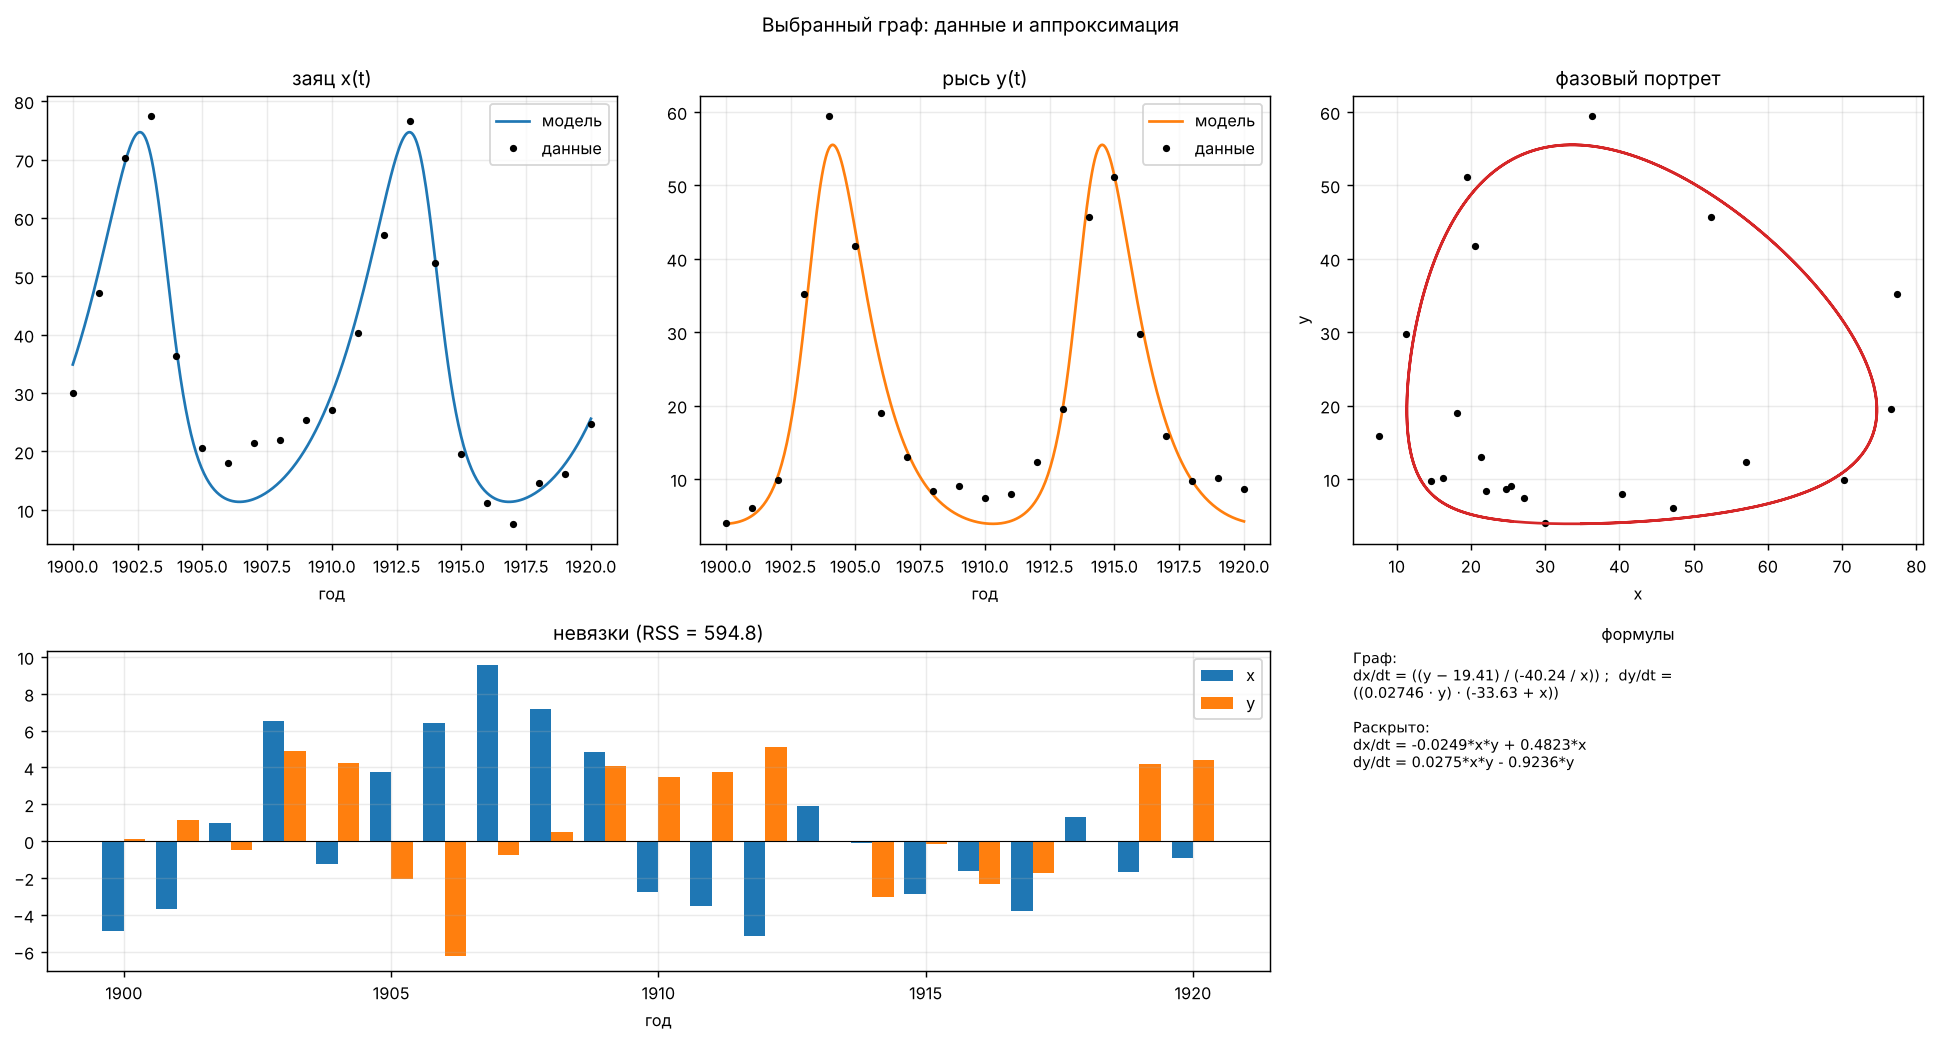 Выбранный граф: данные и аппроксимация
заяц x(t)
80
70
60
50
40
30
20
10
модель
данные
1900.0 1902.5 1905.0 1907.5 1910.0 1912.5 1915.0 1917.5 1920.0
год
рысь y(t)
60
50
40
30
20
10
модель
данные
1900.0 1902.5 1905.0 1907.5 1910.0 1912.5 1915.0 1917.5 1920.0
год
фазовый портрет
y
60
50
40
30
20
10
10 20 30 40 50 60 70 80
x
невязки (RSS = 594.8)
10
8
6
4
2
0
−2
−4
−6
x
y
1900 1905 1910 1915 1920
год
формулы
Граф:
dx/dt = ((y − 19.41) / (-40.24 / x)) ;  dy/dt =
((0.02746 · y) · (-33.63 + x))
Раскрыто:
dx/dt = -0.0249*x*y + 0.4823*x
dy/dt = 0.0275*x*y - 0.9236*y